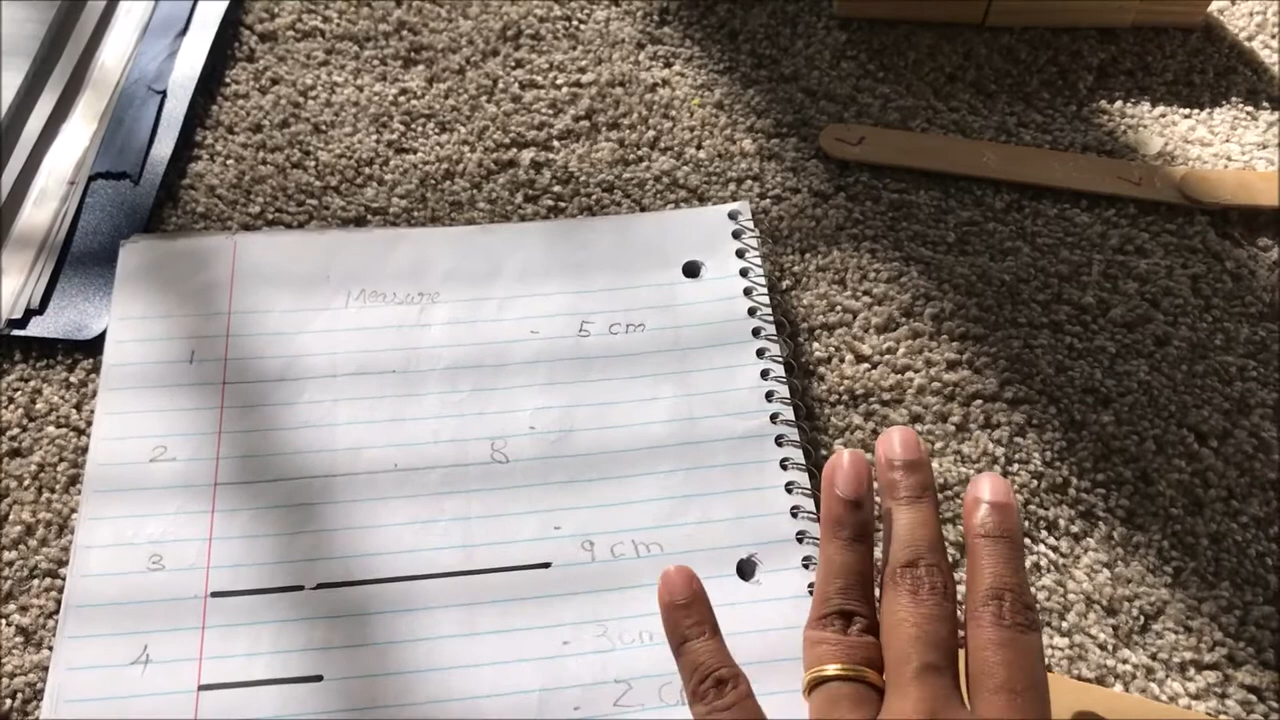 Measure
- 5 cm
1
2 8 -
3 - 9 cm
- 3cm
4
- 2 c